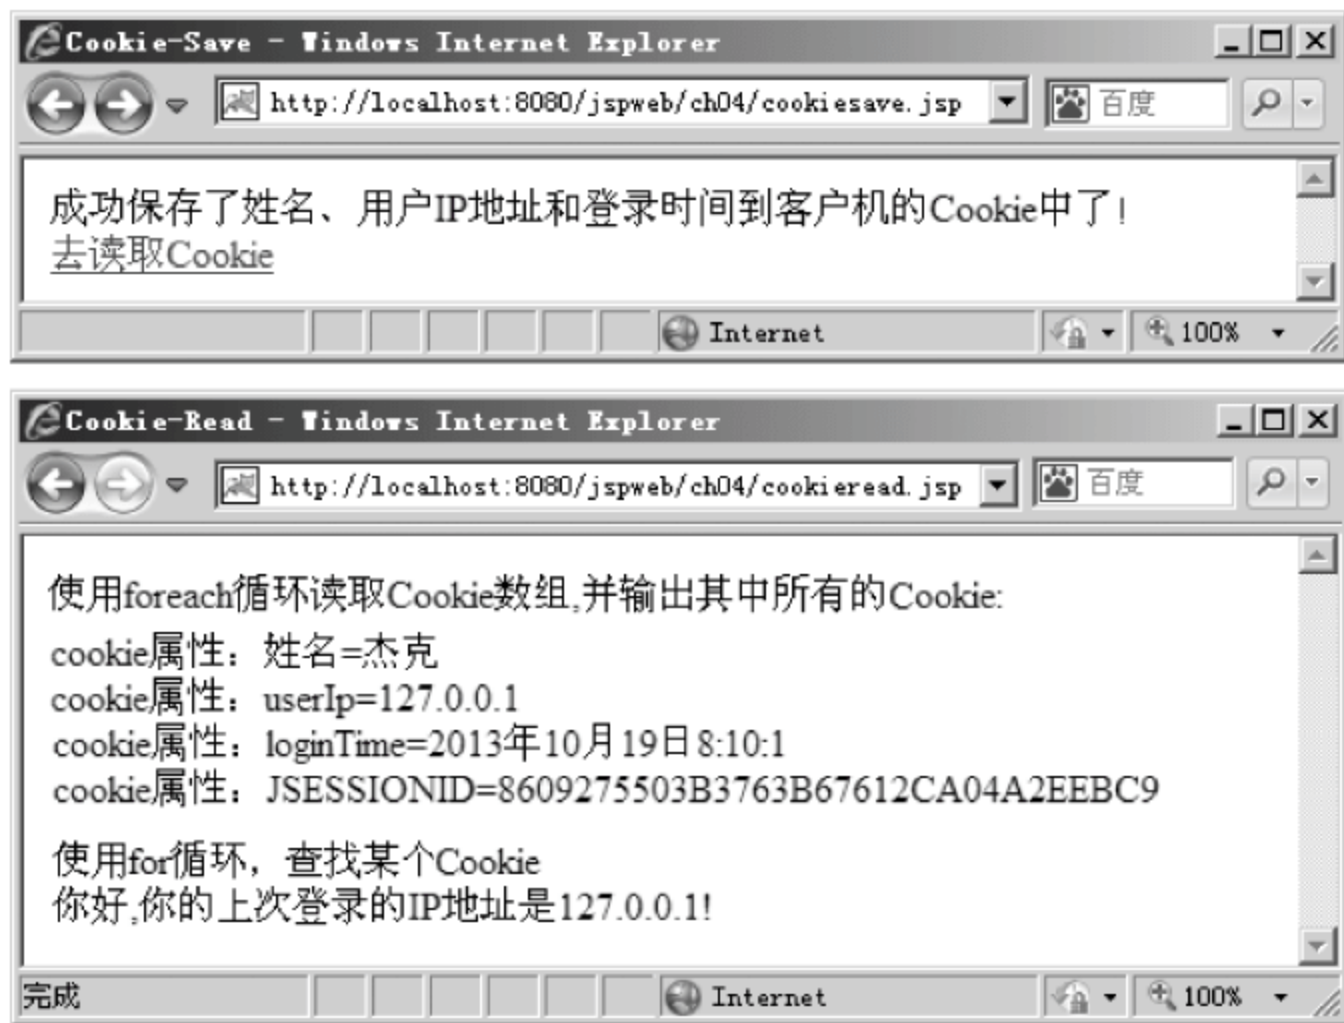 Cookie-Save - Windows Internet Explorer
http://localhost:8080/jspweb/ch04/cookiesave.jsp
百度
成功保存了姓名、用户IP地址和登录时间到客户机的Cookie中了!
去读取Cookie
Internet
100%
Cookie-Read - Windows Internet Explorer
http://localhost:8080/jspweb/ch04/cookieread.jsp
百度
使用foreach循环读取Cookie数组,并输出其中所有的Cookie:
cookie属性：姓名=杰克
cookie属性：userIp=127.0.0.1
cookie属性：loginTime=2013年10月19日8:10:1
cookie属性：JSESSIONID=8609275503B3763B67612CA04A2EEBC9
使用for循环，查找某个Cookie
你好,你的上次登录的IP地址是127.0.0.1!
完成
Internet
100%